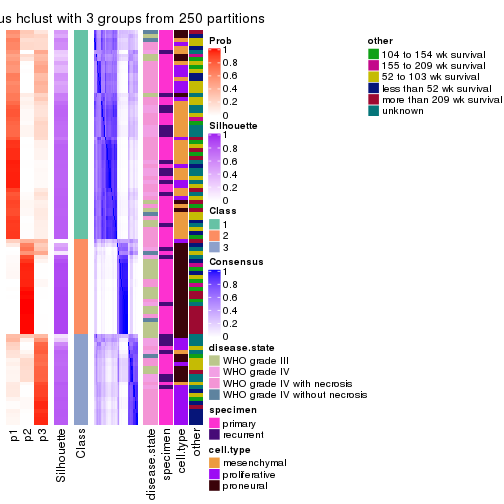 us hclust with 3 groups from 250 partitions
Prob
1
0.8
0.6
0.4
0.2
0
Silhouette
1
0.8
0.6
0.4
0.2
0
Class
1
2
3
Consensus
1
0.8
0.6
0.4
0.2
0
disease.state
WHO grade III
WHO grade IV
WHO grade IV with necrosis
WHO grade IV without necrosis
specimen
primary
recurrent
cell.type
mesenchymal
proliferative
proneural
other
104 to 154 wk survival
155 to 209 wk survival
52 to 103 wk survival
less than 52 wk survival
more than 209 wk survival
unknown
p1
p2
p3
Silhouette
Class
disease.state
specimen
cell.type
other